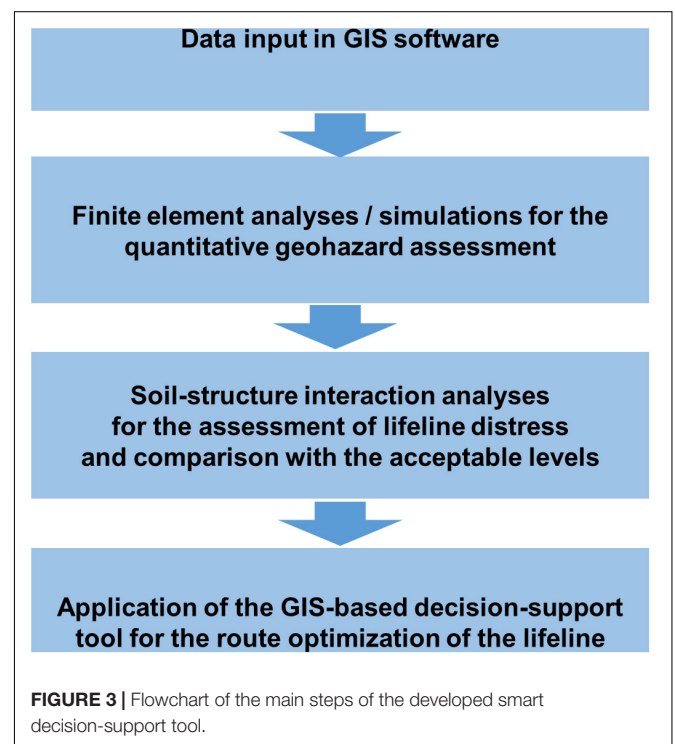 Data input in GIS software
Finite element analyses / simulations for the
quantitative geohazard assessment
Soil-structure interaction analyses
for the assessment of lifeline distress
and comparison with the acceptable levels
Application of the GIS-based decision-support
tool for the route optimization of the lifeline
FIGURE 3 | Flowchart of the main steps of the developed smart
decision-support tool.